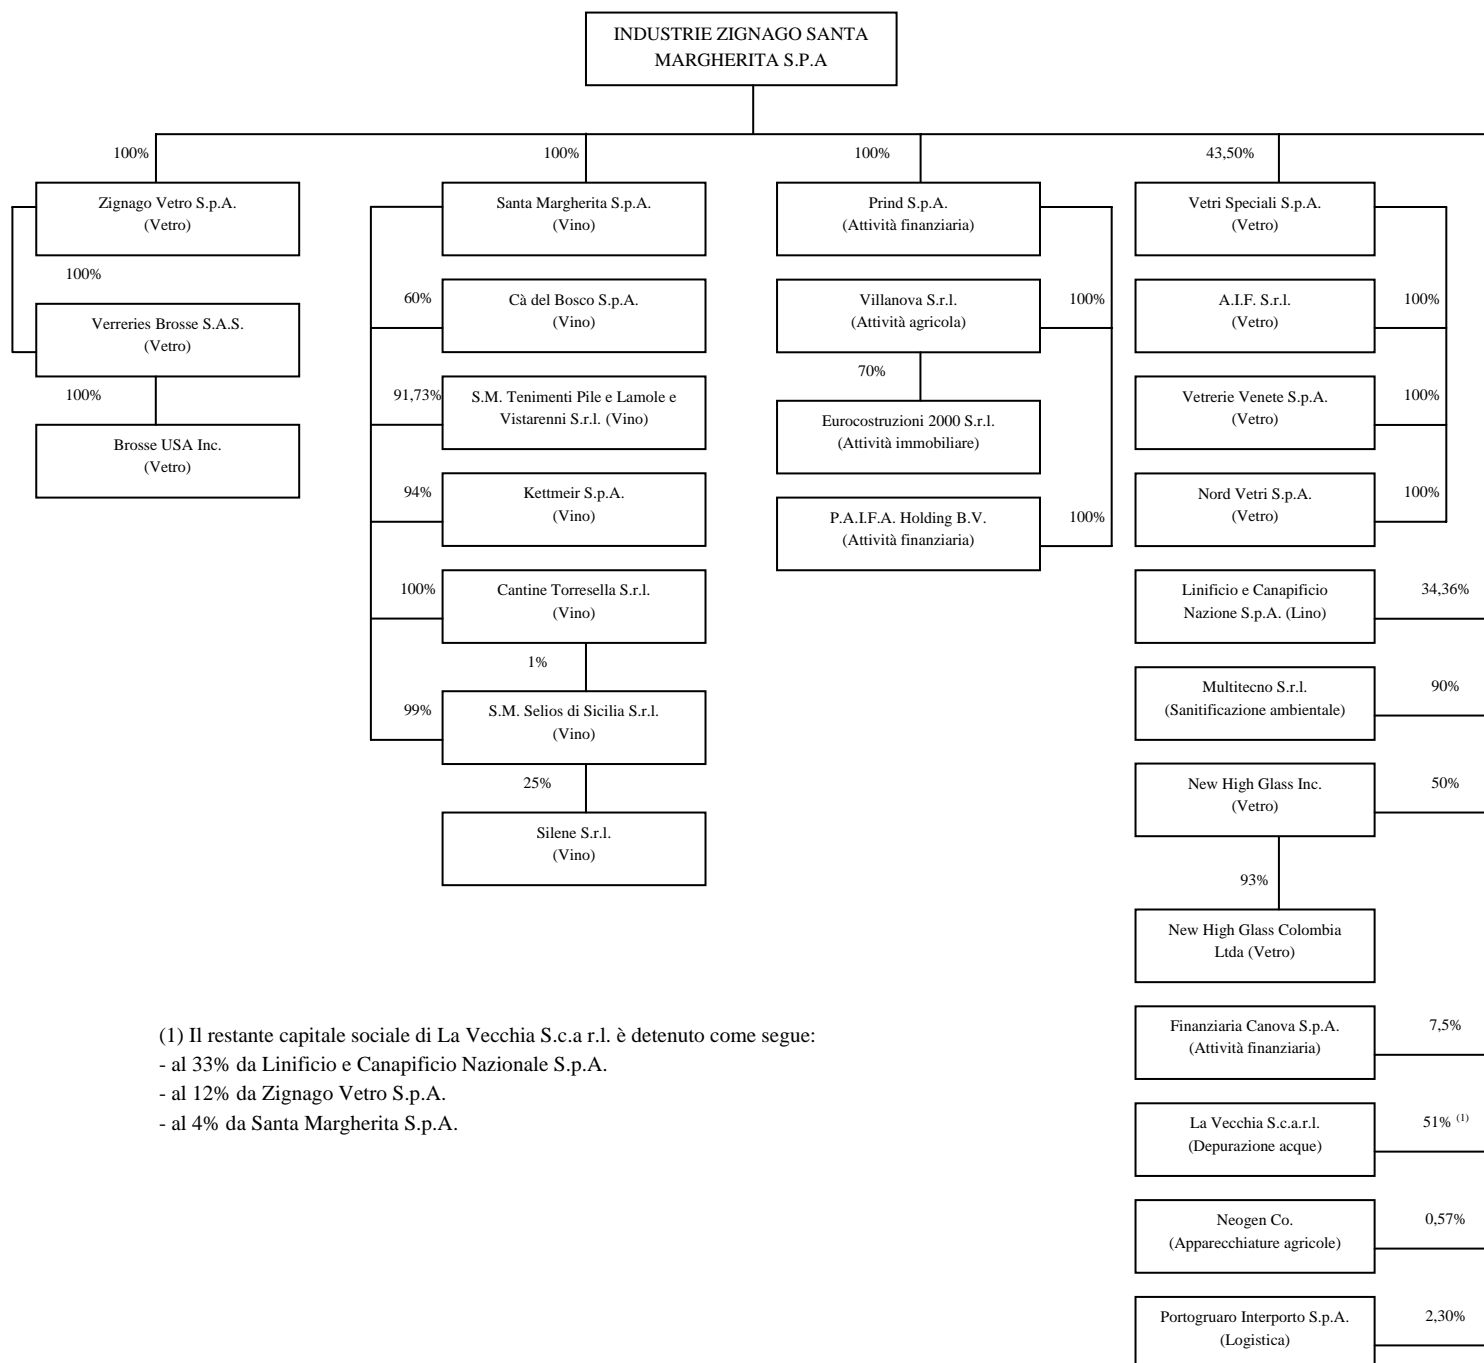 INDUSTRIE ZIGNAGO SANTA
MARGHERITA S.P.A
100%
100%
100%
43,50%
Zignago Vetro S.p.A.
(Vetro)
100%
Verreries Brosse S.A.S.
(Vetro)
100%
Brosse USA Inc.
(Vetro)
Santa Margherita S.p.A.
(Vino)
60%
Cà del Bosco S.p.A.
(Vino)
91,73%
S.M. Tenimenti Pile e Lamole e
Vistarenni S.r.l. (Vino)
94%
Kettmeir S.p.A.
(Vino)
100%
Cantine Torresella S.r.l.
(Vino)
1%
99%
S.M. Selios di Sicilia S.r.l.
(Vino)
25%
Silene S.r.l.
(Vino)
Prind S.p.A.
(Attività finanziaria)
Villanova S.r.l.
(Attività agricola)
100%
70%
Eurocostruzioni 2000 S.r.l.
(Attività immobiliare)
P.A.I.F.A. Holding B.V.
(Attività finanziaria)
100%
Vetri Speciali S.p.A.
(Vetro)
A.I.F. S.r.l.
(Vetro)
100%
Vetrerie Venete S.p.A.
(Vetro)
100%
Nord Vetri S.p.A.
(Vetro)
100%
Linificio e Canapificio
Nazione S.p.A. (Lino)
34,36%
Multitecno S.r.l.
(Sanitificazione ambientale)
90%
New High Glass Inc.
(Vetro)
50%
93%
New High Glass Colombia
Ltda (Vetro)
Finanziaria Canova S.p.A.
(Attività finanziaria)
7,5%
La Vecchia S.c.a.r.l.
(Depurazione acque)
51% (1)
Neogen Co.
(Apparecchiature agricole)
0,57%
Portogruaro Interporto S.p.A.
(Logistica)
2,30%
(1) Il restante capitale sociale di La Vecchia S.c.a r.l. è detenuto come segue:
- al 33% da Linificio e Canapificio Nazionale S.p.A.
- al 12% da Zignago Vetro S.p.A.
- al 4% da Santa Margherita S.p.A.